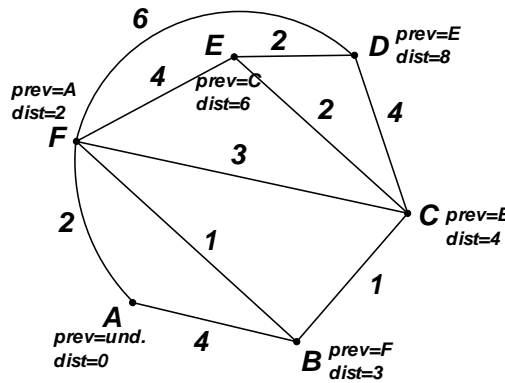 6
E
2
D
prev=E
dist=8
4
prev=C
dist=6
prev=A
dist=2
F
2
4
3
C
prev=B
dist=4
2
1
1
A
prev=und.
dist=0
4
B
prev=F
dist=3